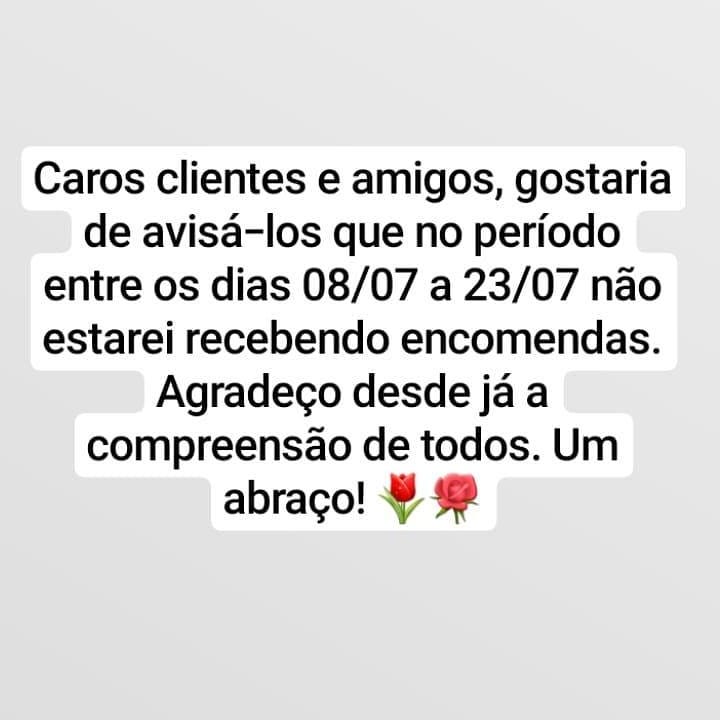 Caros clientes e amigos, gostaria
de avisá-los que no período
entre os dias 08/07 a 23/07 não
estarei recebendo encomendas.
Agradeço desde já a
compreensão de todos. Um
abraço! 🌷🌹